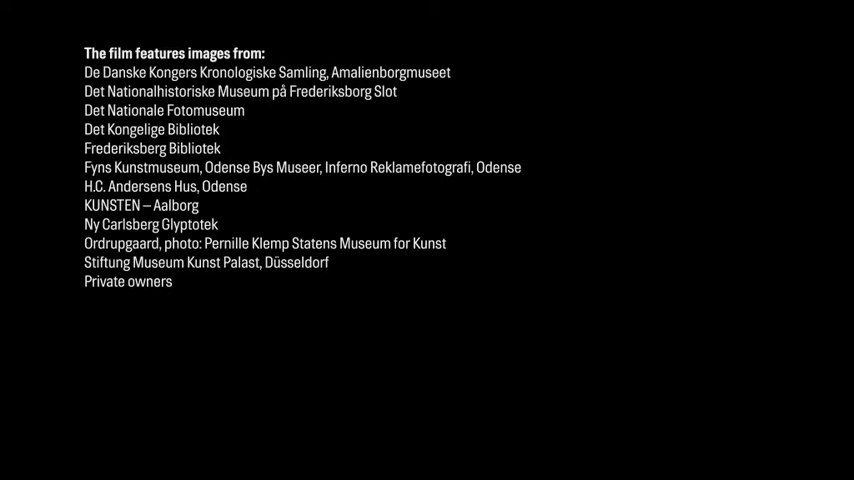 The film features images from:
De Danske Kongers Kronologiske Samling, Amalienborgmuseet
Det Nationalhistoriske Museum på Frederiksborg Slot
Det Nationale Fotomuseum
Det Kongelige Bibliotek
Frederiksberg Bibliotek
Fyns Kunstmuseum, Odense Bys Museer, Inferno Reklamefotografi, Odense
H.C. Andersens Hus, Odense
KUNSTEN – Aalborg
Ny Carlsberg Glyptotek
Ordrupgaard, photo: Pernille Klemp Statens Museum for Kunst
Stiftung Museum Kunst Palast, Düsseldorf
Private owners